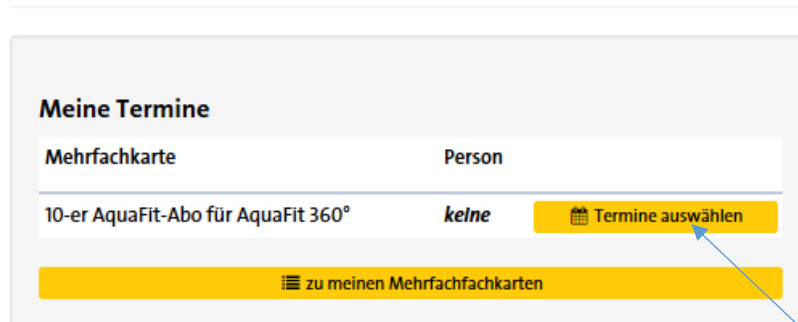 Meine Termine
Mehrfachkarte Person
10-er AquaFit-Abo für AquaFit 360° keine Termine auswählen
zu meinen Mehrfachfachkarten